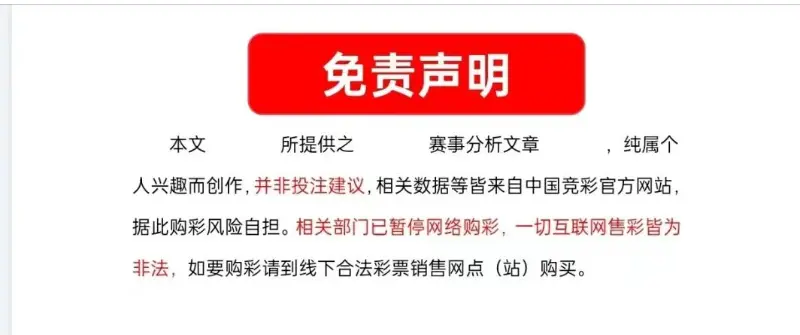 免责声明
本文 所提供之 赛事分析文章 ，纯属个
人兴趣而创作，并非投注建议，相关数据等皆来自中国竞彩官方网站，
据此购彩风险自担。相关部门已暂停网络购彩，一切互联网售彩皆为
非法，如要购彩请到线下合法彩票销售网点（站）购买。